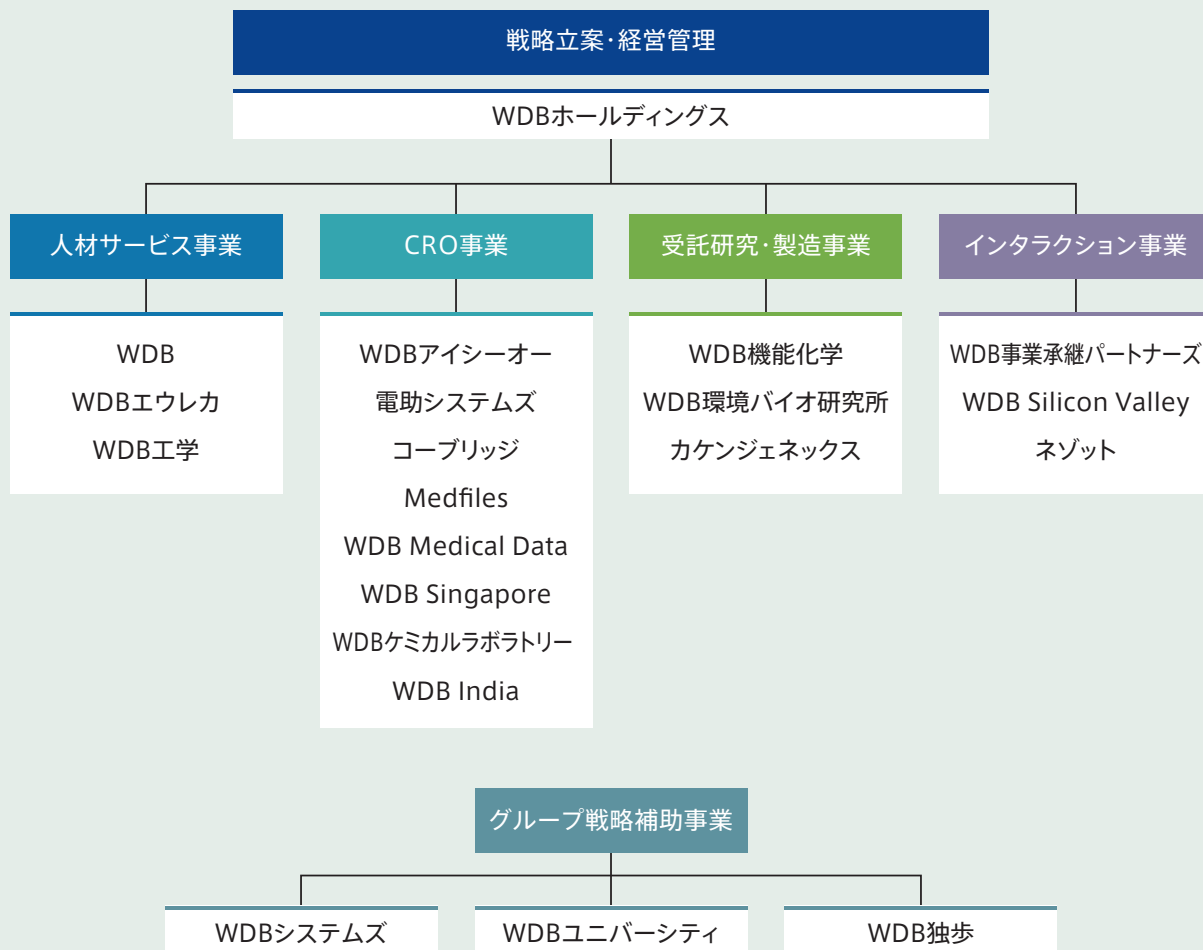 戦略立案・経営管理
WDBホールディングス
人材サービス事業
WDB
WDBエウレカ
WDB工学
CRO事業
WDBアイシーオー
電助システムズ
コーブリッジ
Medfiles
WDB Medical Data
WDB Singapore
WDBケミカルラボラトリー
WDB India
受託研究・製造事業
WDB機能化学
WDB環境バイオ研究所
カケンジェネックス
インタラクション事業
WDB事業承継パートナーズ
WDB Silicon Valley
ネゾット
グループ戦略補助事業
WDBシステムズ
WDBユニバーシティ
WDB独歩